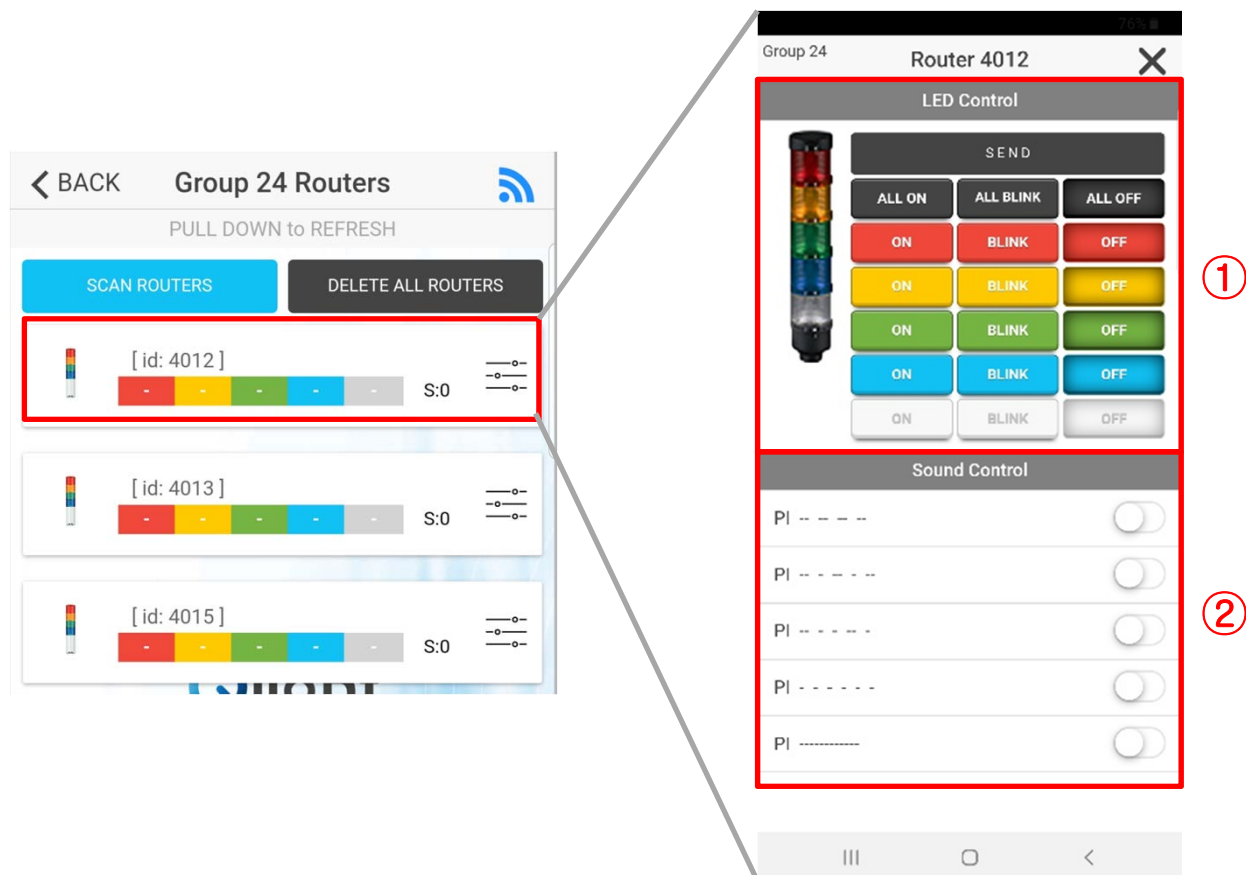 BACK Group 24 Routers
PULL DOWN to REFRESH
SCAN ROUTERS DELETE ALL ROUTERS
[ id: 4012 ]
- - - - - S:0
[ id: 4013 ]
- - - - - S:0
[ id: 4015 ]
- - - - - S:0
76%
Group 24 Router 4012
LED Control
SEND
ALL ON ALL BLINK ALL OFF
ON BLINK OFF
ON BLINK OFF
ON BLINK OFF
ON BLINK OFF
ON BLINK OFF
①
Sound Control
PI -- -- -- --
PI -- - -- - --
PI -- - - -- -
PI - - - - - -
PI ------------
②